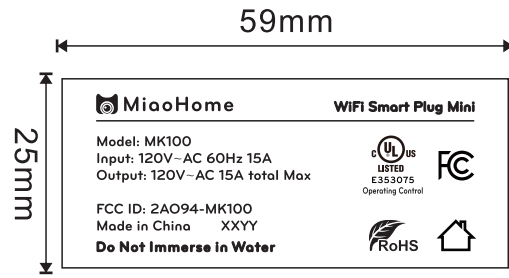 59mm
25mm
MiaoHome
WiFi Smart Plug Mini
Model: MK100
Input: 120V~AC 60Hz 15A
Output: 120V~AC 15A total Max
FCC ID: 2AO94-MK100
Made in China XXYY
Do Not Immerse in Water
C UL US
LISTED
E353075
Operating Control
FC
RoHS